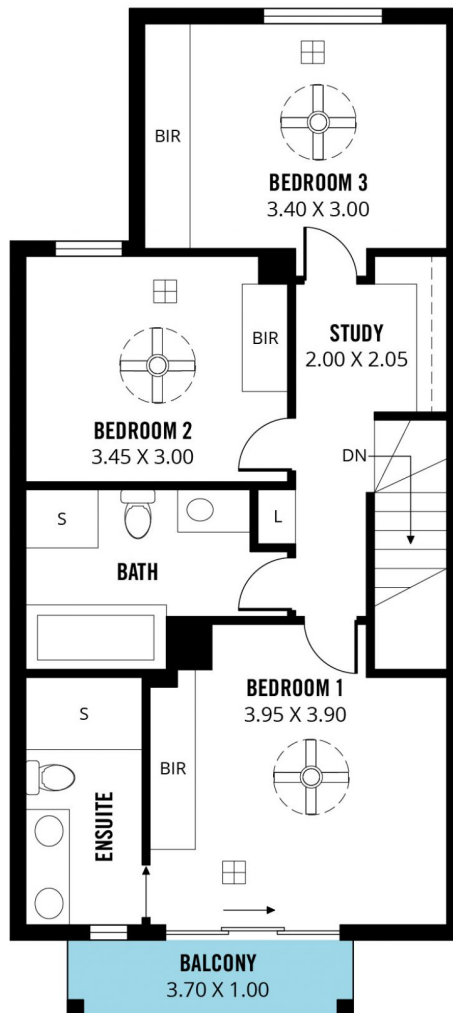 BIR
BEDROOM 3
3.40 X 3.00
STUDY
2.00 X 2.05
BIR
BEDROOM 2
3.45 X 3.00
DN
S
L
BATH
BEDROOM 1
3.95 X 3.90
S
BIR
ENSUITE
BALCONY
3.70 X 1.00